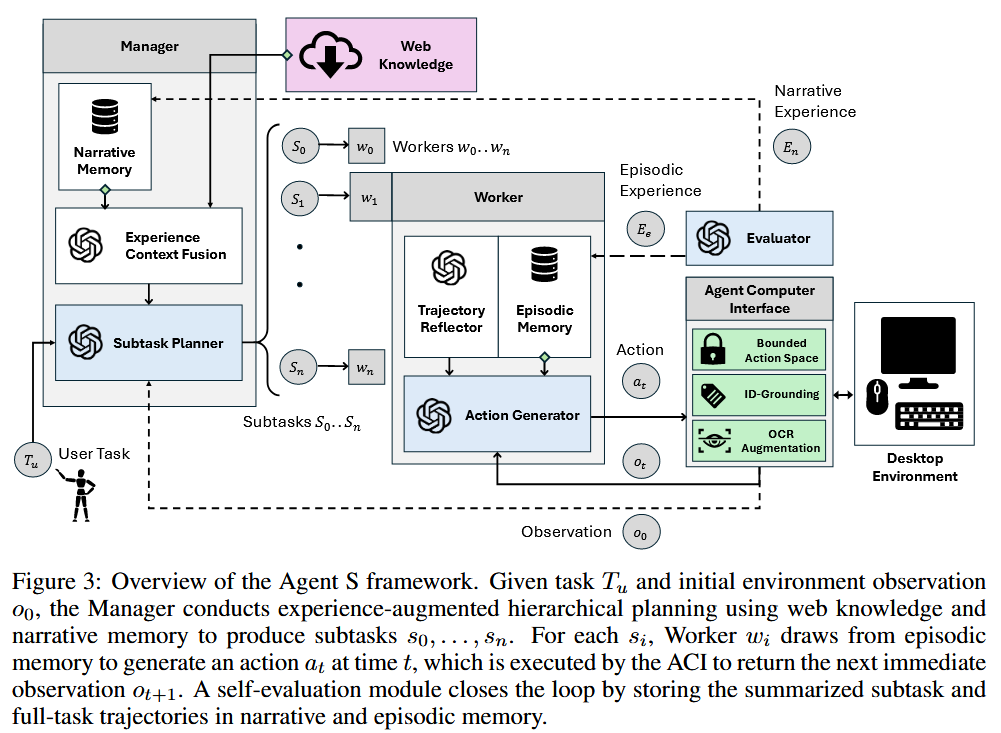 Manager
Web
Knowledge
Narrative
Experience
Eₙ
Narrative
Memory
S₀
w₀
Workers w₀..wₙ
Episodic
Experience
Eₑ
S₁
w₁
Worker
Experience
Context Fusion
Evaluator
Trajectory
Reflector
Episodic
Memory
Agent Computer
Interface
Subtask Planner
Bounded
Action Space
Action
aₜ
Sₙ
wₙ
ID-Grounding
Subtasks S₀..Sₙ
Action Generator
OCR
Augmentation
Tᵤ
User Task
oₜ
Desktop
Environment
Observation
o₀
Figure 3: Overview of the Agent S framework. Given task Tᵤ and initial environment observation
o₀, the Manager conducts experience-augmented hierarchical planning using web knowledge and
narrative memory to produce subtasks s₀, . . . , sₙ. For each sᵢ, Worker wᵢ draws from episodic
memory to generate an action aₜ at time t, which is executed by the ACI to return the next immediate
observation oₜ₊₁. A self-evaluation module closes the loop by storing the summarized subtask and
full-task trajectories in narrative and episodic memory.